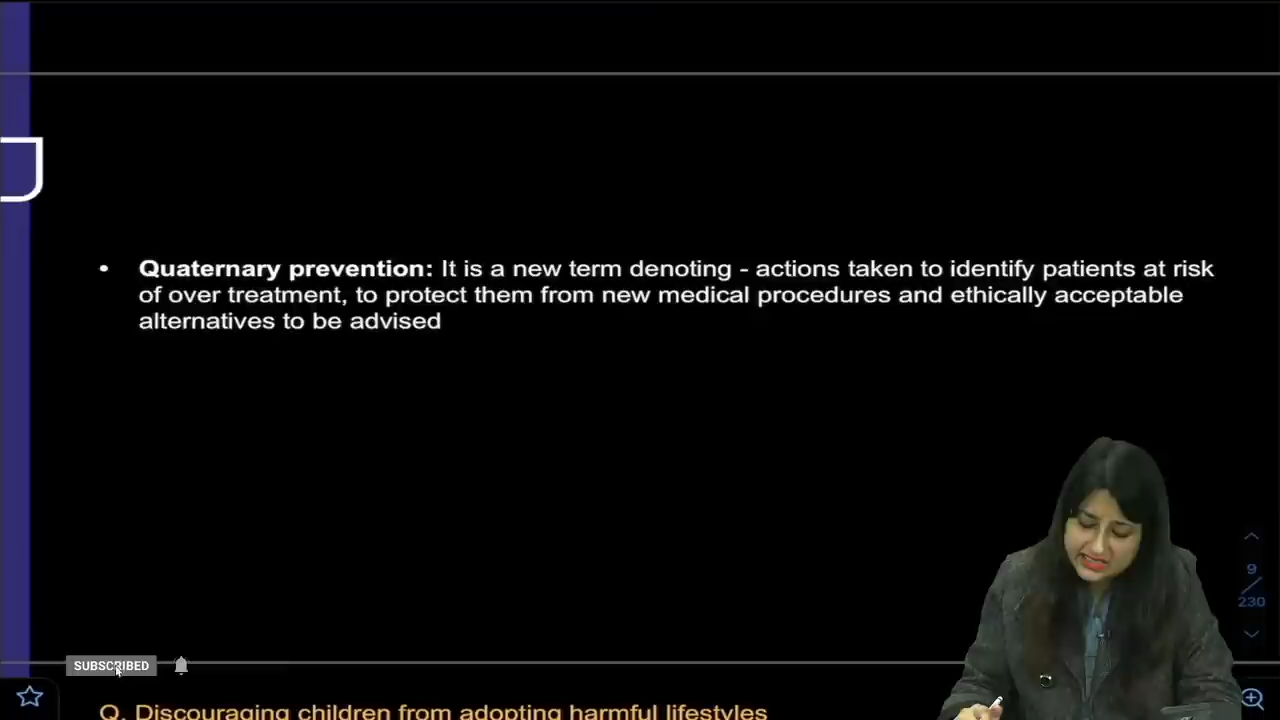 • Quaternary prevention: It is a new term denoting - actions taken to identify patients at risk
of over treatment, to protect them from new medical procedures and ethically acceptable
alternatives to be advised
9
230
SUBSCRIBED
Q. Discouraging children from adopting harmful lifestyles